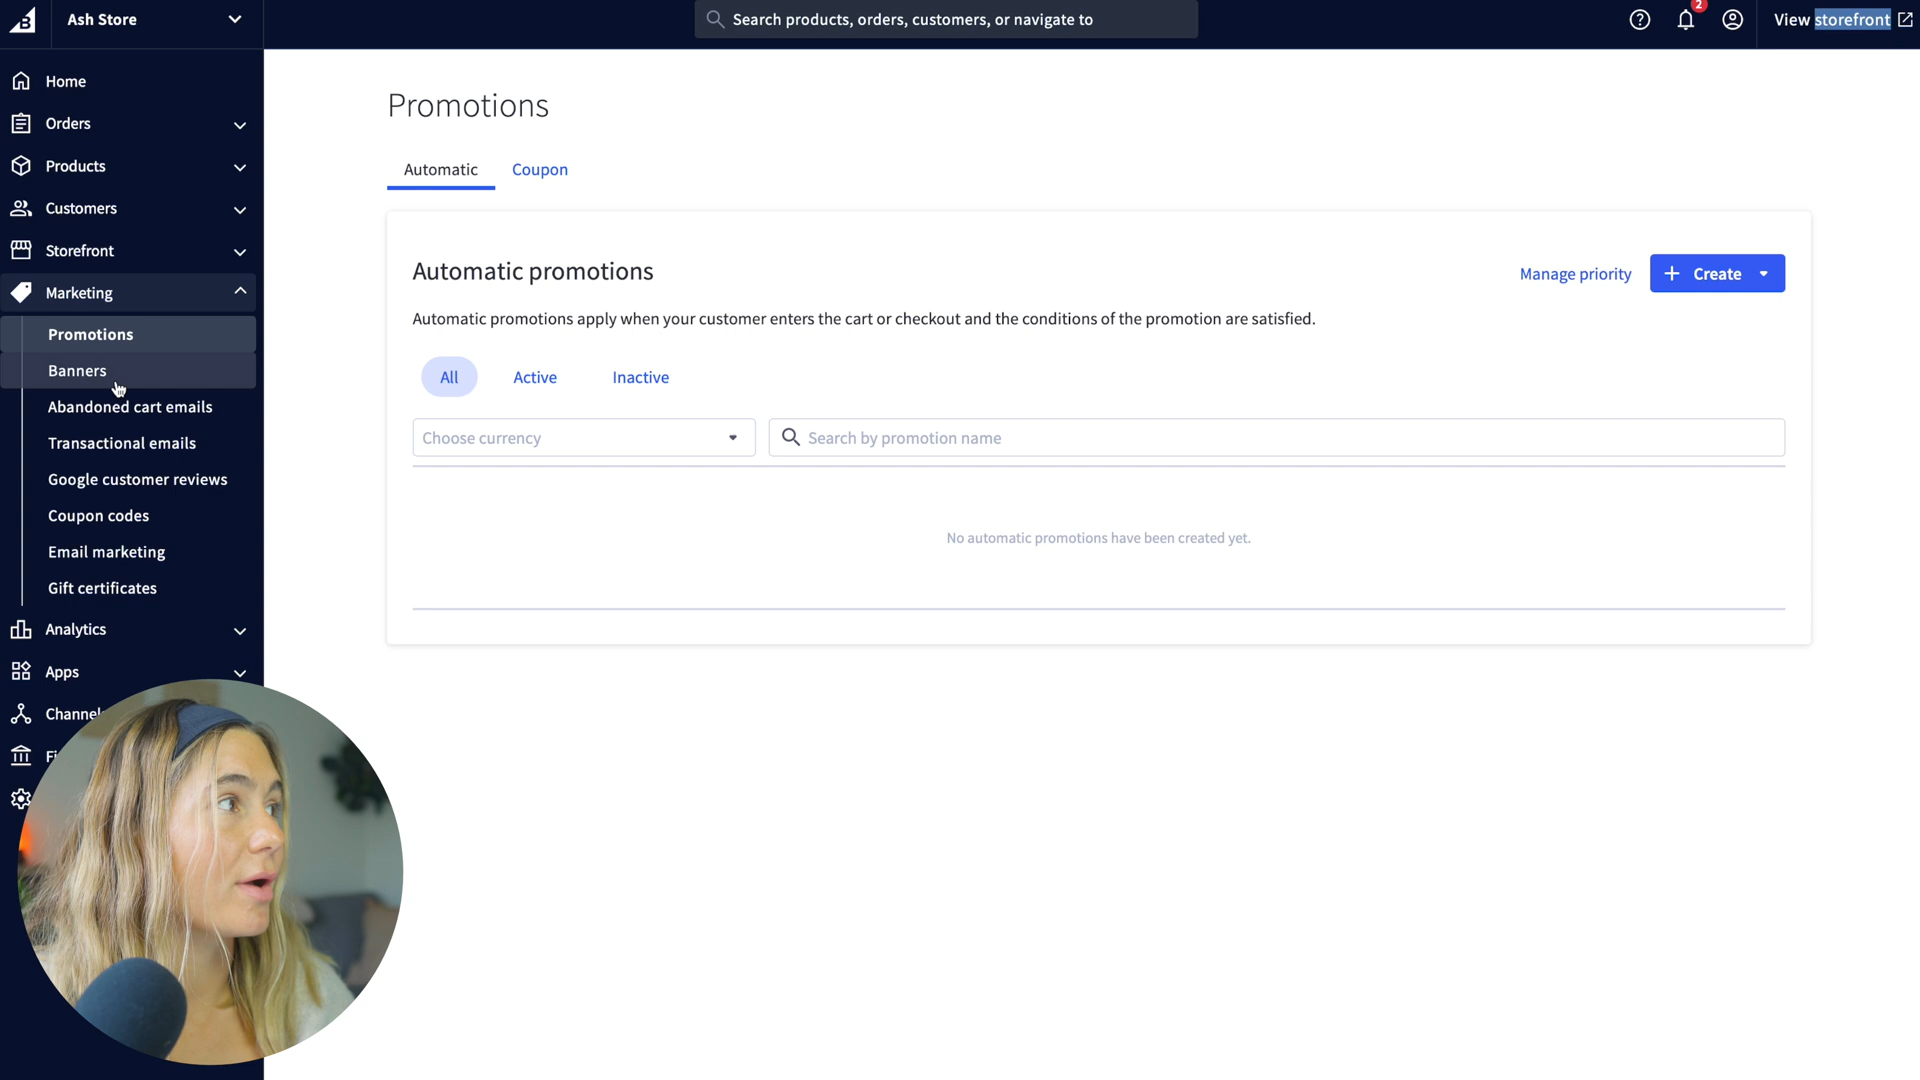 Ash Store
Search products, orders, customers, or navigate to
2
View storefront
Home
Orders
Products
Customers
Storefront
Marketing
Promotions
Banners
Abandoned cart emails
Transactional emails
Google customer reviews
Coupon codes
Email marketing
Gift certificates
Analytics
Apps
Promotions
Automatic
Coupon
Automatic promotions
Manage priority
Create
Automatic promotions apply when your customer enters the cart or checkout and the conditions of the promotion are satisfied.
All
Active
Inactive
Choose currency
Search by promotion name
No automatic promotions have been created yet.